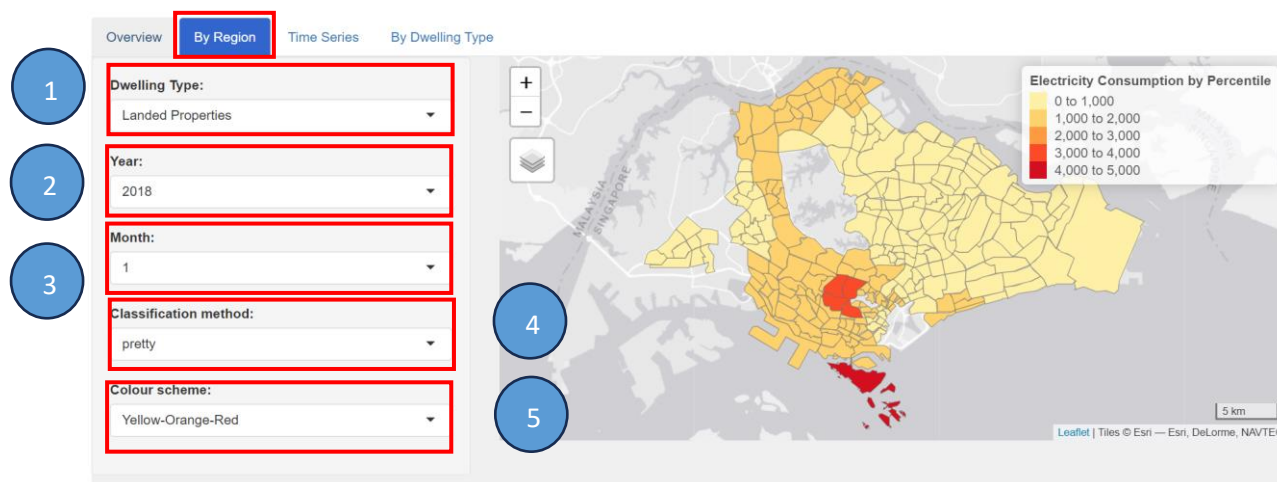 Overview By Region Time Series By Dwelling Type
1
Dwelling Type:
Landed Properties
2
Year:
2018
3
Month:
1
Classification method:
pretty
Colour scheme:
Yellow-Orange-Red
+
−
Electricity Consumption by Percentile
0 to 1,000
1,000 to 2,000
2,000 to 3,000
3,000 to 4,000
4,000 to 5,000
MALAYSIA
SINGAPORE
4
5
5 km
Leaflet | Tiles © Esri — Esri, DeLorme, NAVTEQ